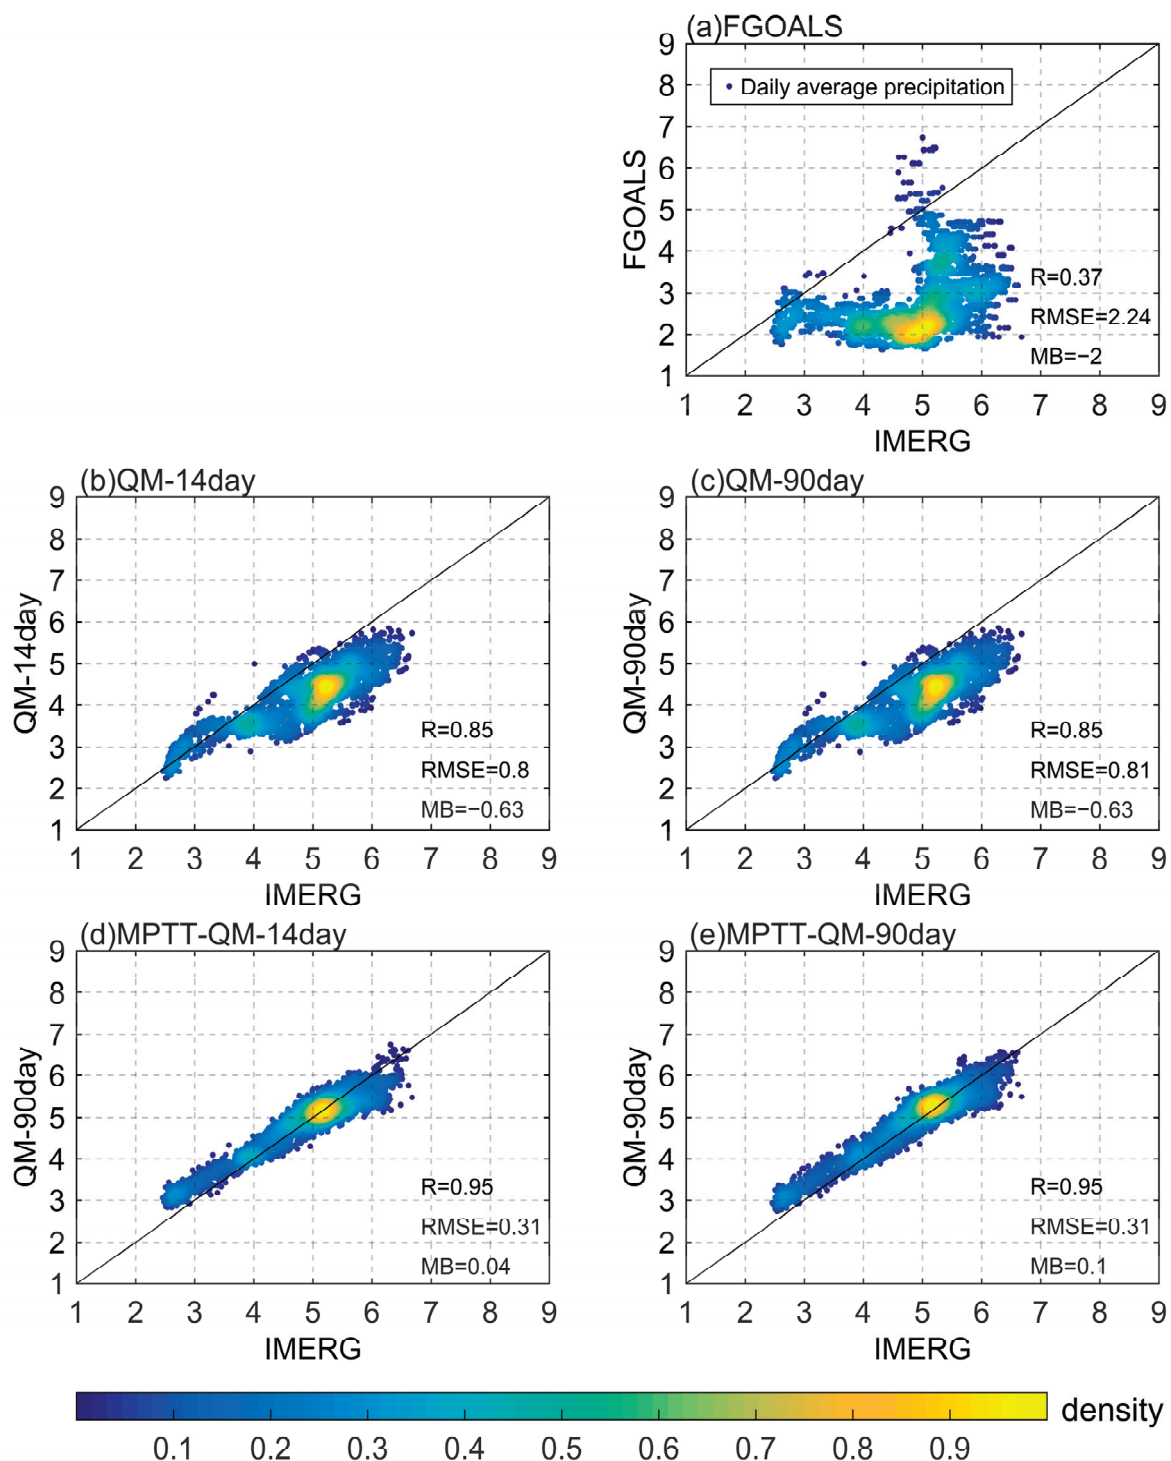 (a)FGOALS
9
8
7
6
5
4
3
2
1
FGOALS
Daily average precipitation
R=0.37
RMSE=2.24
MB=−2
1 2 3 4 5 6 7 8 9
IMERG
(b)QM-14day
9
8
7
6
5
4
3
2
1
QM-14day
R=0.85
RMSE=0.8
MB=−0.63
1 2 3 4 5 6 7 8 9
IMERG
(c)QM-90day
9
8
7
6
5
4
3
2
1
QM-90day
R=0.85
RMSE=0.81
MB=−0.63
1 2 3 4 5 6 7 8 9
IMERG
(d)MPTT-QM-14day
9
8
7
6
5
4
3
2
1
QM-90day
R=0.95
RMSE=0.31
MB=0.04
1 2 3 4 5 6 7 8 9
IMERG
(e)MPTT-QM-90day
9
8
7
6
5
4
3
2
1
QM-90day
R=0.95
RMSE=0.31
MB=0.1
1 2 3 4 5 6 7 8 9
IMERG
density
0.1 0.2 0.3 0.4 0.5 0.6 0.7 0.8 0.9